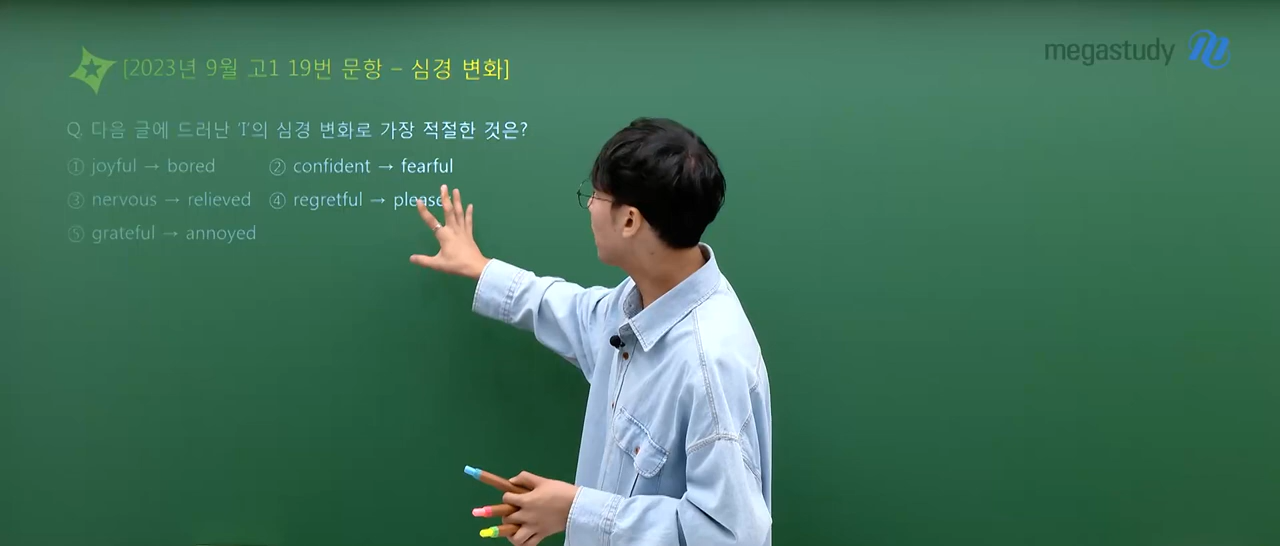 megastudy
[2023년 9월 고1 19번 문항 – 심경 변화]
Q. 다음 글에 드러난 'I'의 심경 변화로 가장 적절한 것은?
① joyful → bored ② confident → fearful
③ nervous → relieved ④ regretful → please
⑤ grateful → annoyed